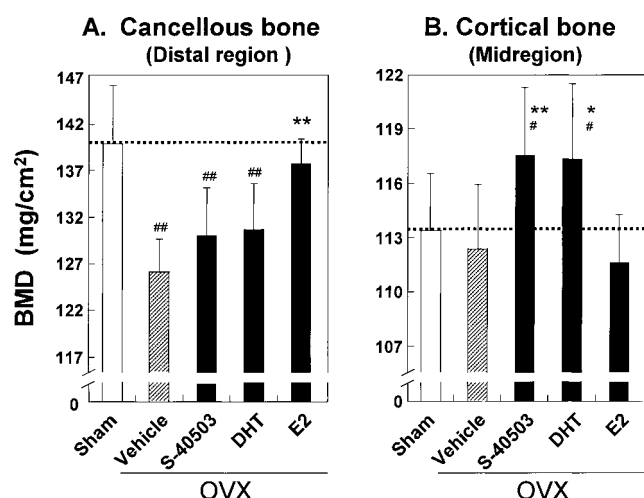 A. Cancellous bone
(Distal region )
B. Cortical bone
(Midregion)
BMD (mg/cm²)
147
142
137
132
127
122
117
0
##
##
##
**
Sham
Vehicle
S-40503
DHT
E2
OVX
122
119
116
113
110
107
0
**
#
*
#
Sham
Vehicle
S-40503
DHT
E2
OVX